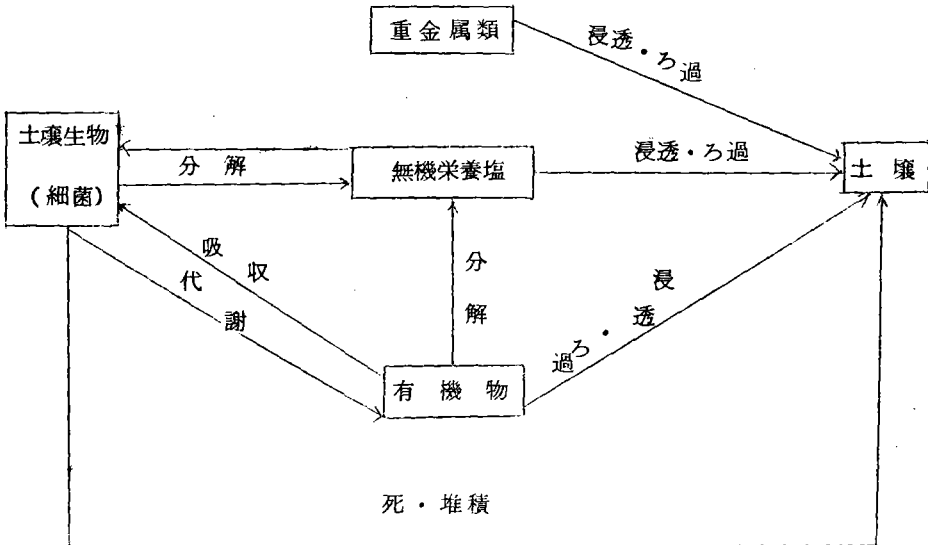 重金属類
浸透・ろ過
土壌生物
(細菌)
分解
無機栄養塩
浸透・ろ過
土壌
吸収
代謝
分解
浸透・ろ過
有機物
死・堆積